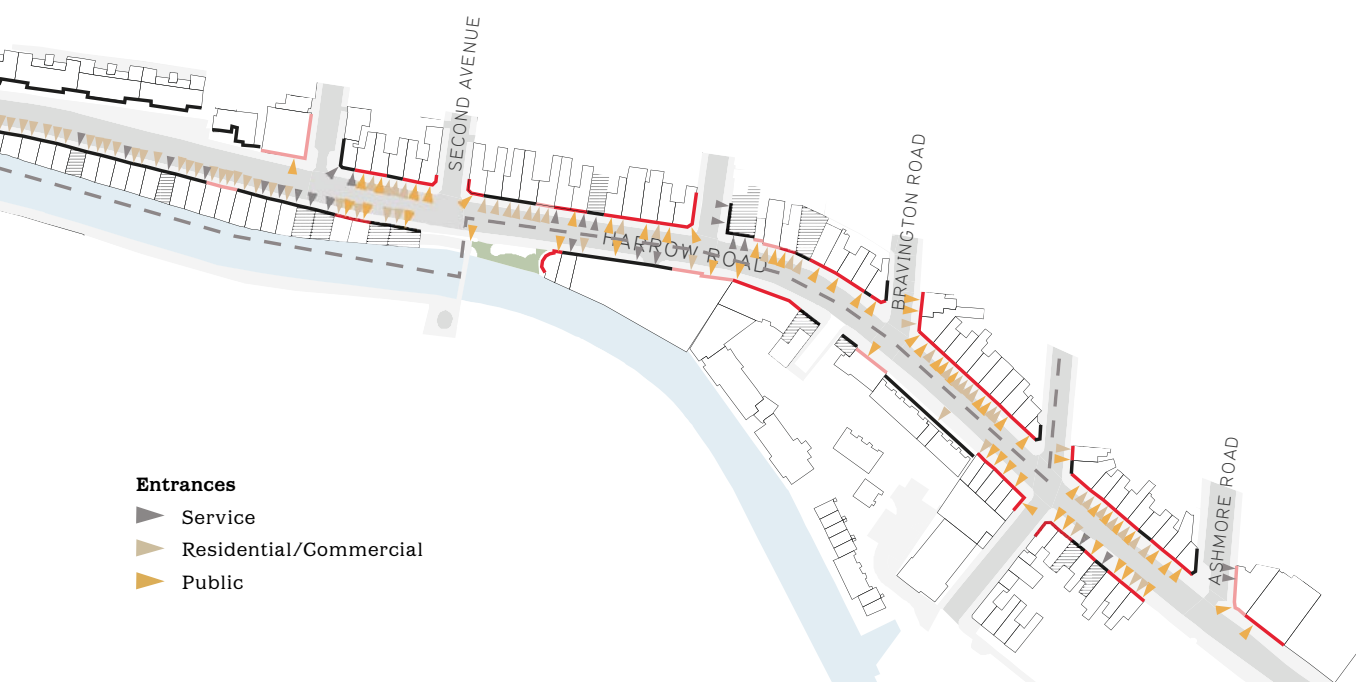 SECOND AVENUE
BRAVINGTON ROAD
HARROW ROAD
ASHMORE ROAD
Entrances
Service
Residential/Commercial
Public